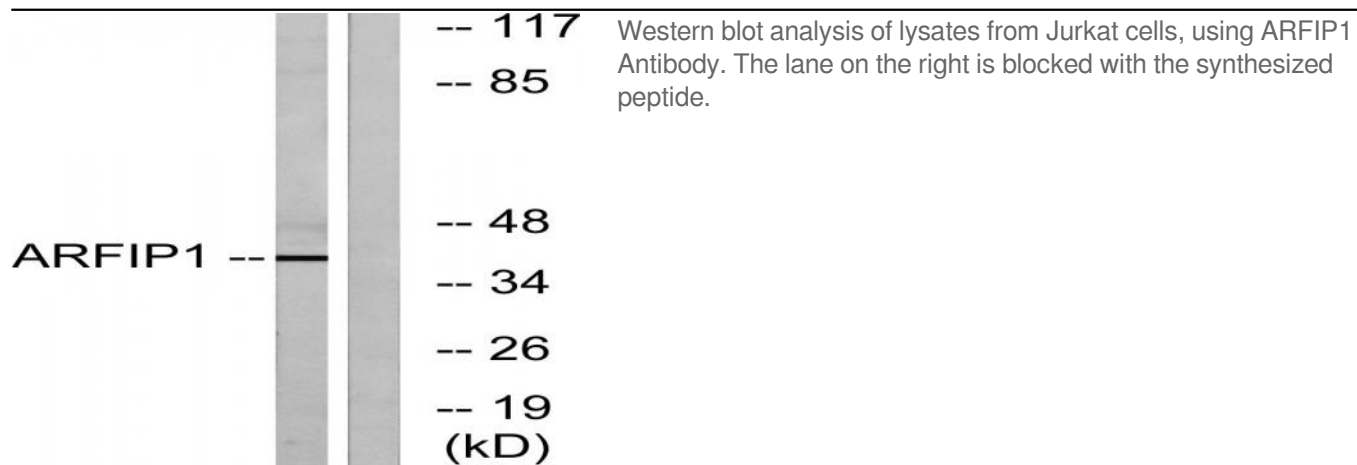 -- 117
-- 85
-- 48
ARFIP1 --
-- 34
-- 26
-- 19
(kD)
Western blot analysis of lysates from Jurkat cells, using ARFIP1
Antibody. The lane on the right is blocked with the synthesized
peptide.